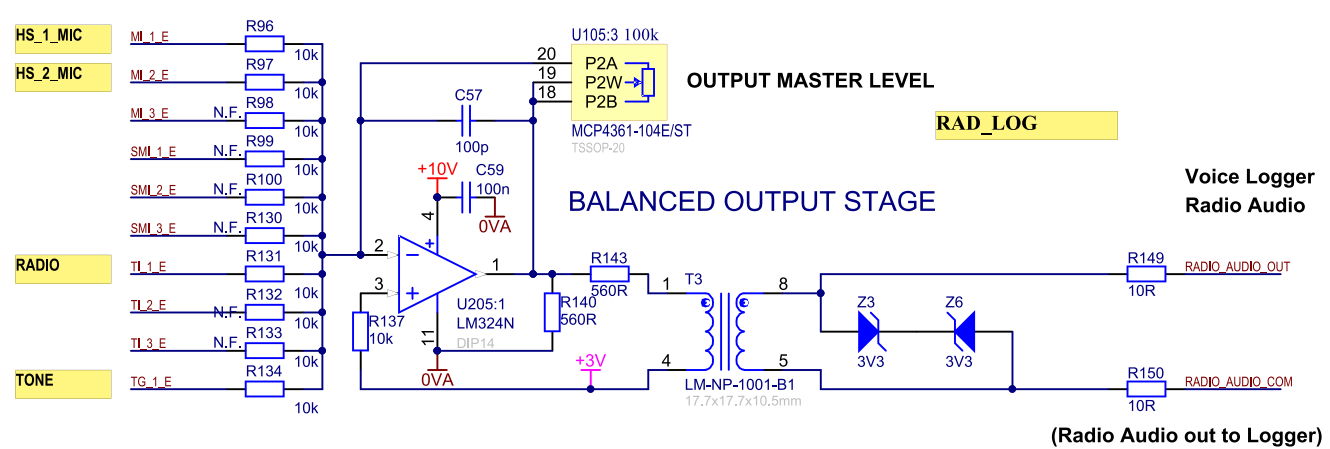 HS_1_MIC
MI_1_E
R96
10k
HS_2_MIC
MI_2_E
R97
10k
MI_3_E
N.F.
R98
10k
SMI_1_E
N.F.
R99
10k
SMI_2_E
N.F.
R100
10k
SMI_3_E
R130
10k
RADIO
TI_1_E
R131
10k
TI_2_E
N.F.
R132
10k
TI_3_E
N.F.
R133
10k
TONE
TG_1_E
R134
10k
C57
100p
+10V
C59
100n
0VA
4
2
3
1
11
U205:1
LM324N
DIP14
0VA
R137
10k
U105:3 100k
20
P2A
19
P2W
18
P2B
MCP4361-104E/ST
TSSOP-20
OUTPUT MASTER LEVEL
RAD_LOG
BALANCED OUTPUT STAGE
Voice Logger
Radio Audio
R143
560R
R140
560R
+3V
T3
1
8
4
5
LM-NP-1001-B1
17.7x17.7x10.5mm
Z3
3V3
Z6
3V3
R149
10R
RADIO_AUDIO_OUT
R150
10R
RADIO_AUDIO_COM
(Radio Audio out to Logger)